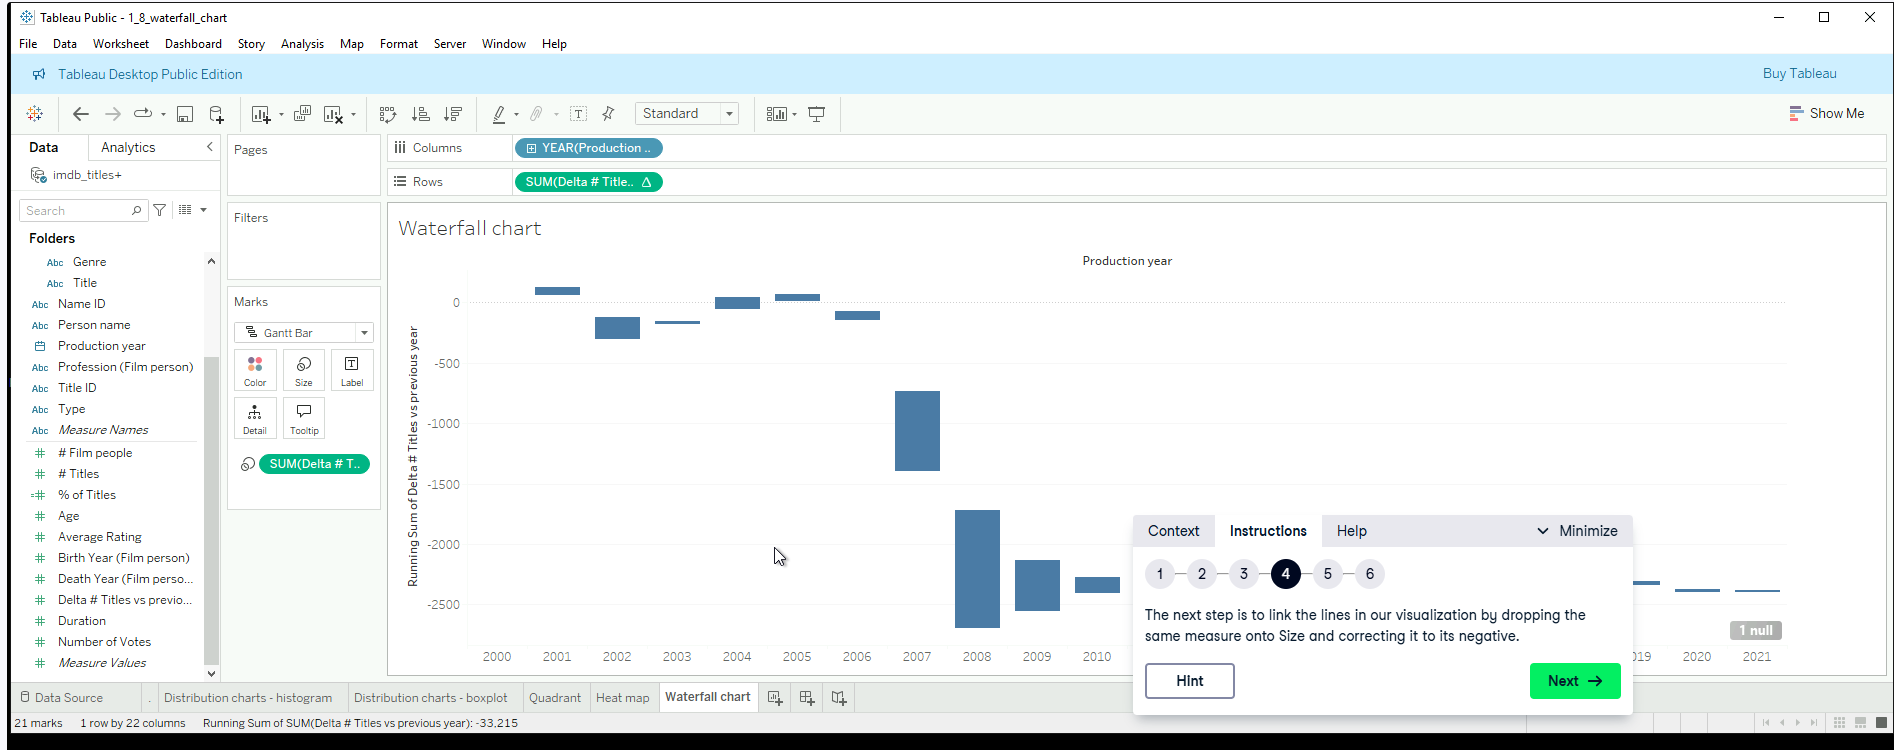 Tableau Public - 1_8_waterfall_chart
File Data Worksheet Dashboard Story Analysis Map Format Server Window Help
Tableau Desktop Public Edition
Buy Tableau
Standard
Show Me
Data
Analytics
imdb_titles+
Search
Folders
Abc Genre
Abc Title
Abc Name ID
Abc Person name
Production year
Abc Profession (Film person)
Abc Title ID
Abc Type
Abc Measure Names
# Film people
# Titles
% of Titles
Age
Average Rating
Birth Year (Film person)
Death Year (Film perso...
Delta # Titles vs previo...
Duration
Number of Votes
Measure Values
Pages
Filters
Marks
Gantt Bar
Color Size Label
Detail Tooltip
SUM(Delta # T..
Columns
YEAR(Production ..
Rows
SUM(Delta # Title.. Δ
Waterfall chart
Production year
Running Sum of Delta # Titles vs previous year
0
-500
-1000
-1500
-2000
-2500
2000 2001 2002 2003 2004 2005 2006 2007 2008 2009 2010
019 2020 2021
1 null
Context Instructions Help Minimize
1 2 3 4 5 6
The next step is to link the lines in our visualization by dropping the
same measure onto Size and correcting it to its negative.
Hint
Next →
Data Source . Distribution charts - histogram Distribution charts - boxplot Quadrant Heat map Waterfall chart
21 marks 1 row by 22 columns Running Sum of SUM(Delta # Titles vs previous year): -33,215